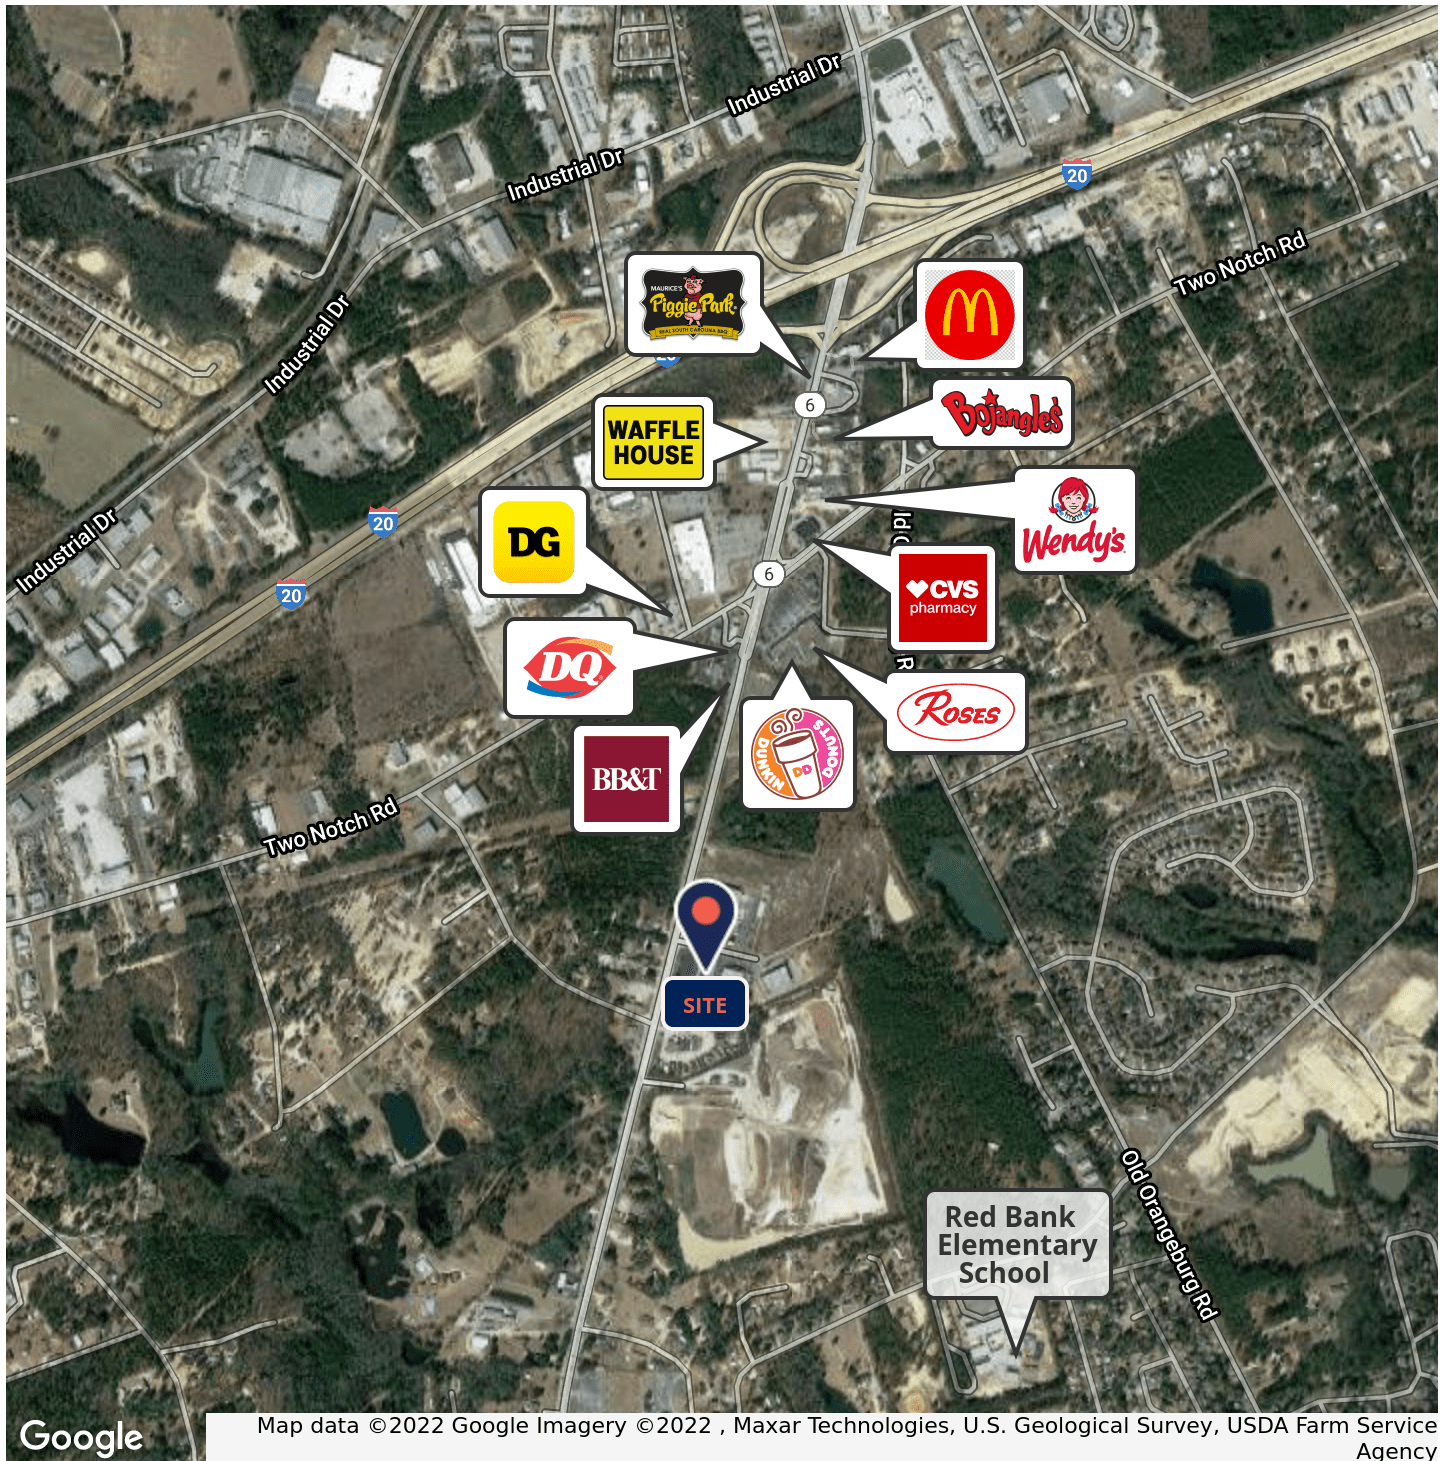 Industrial Dr
Industrial Dr
20
Two Notch Rd
MAURICE'S
Piggie Park
REAL SOUTH CAROLINA BBQ
Industrial Dr
20
6
Bojangles
WAFFLE
HOUSE
Wendy's
20
Industrial Dr
DG
ld O
CVS
pharmacy
6
20
DQ
R
ROSES
DUNKIN
DONUTS
DD
BB&T
Two Notch Rd
SITE
Old Orangeburg Rd
Red Bank
Elementary
School
Google
Map data ©2022 Google Imagery ©2022 , Maxar Technologies, U.S. Geological Survey, USDA Farm Service
Agency